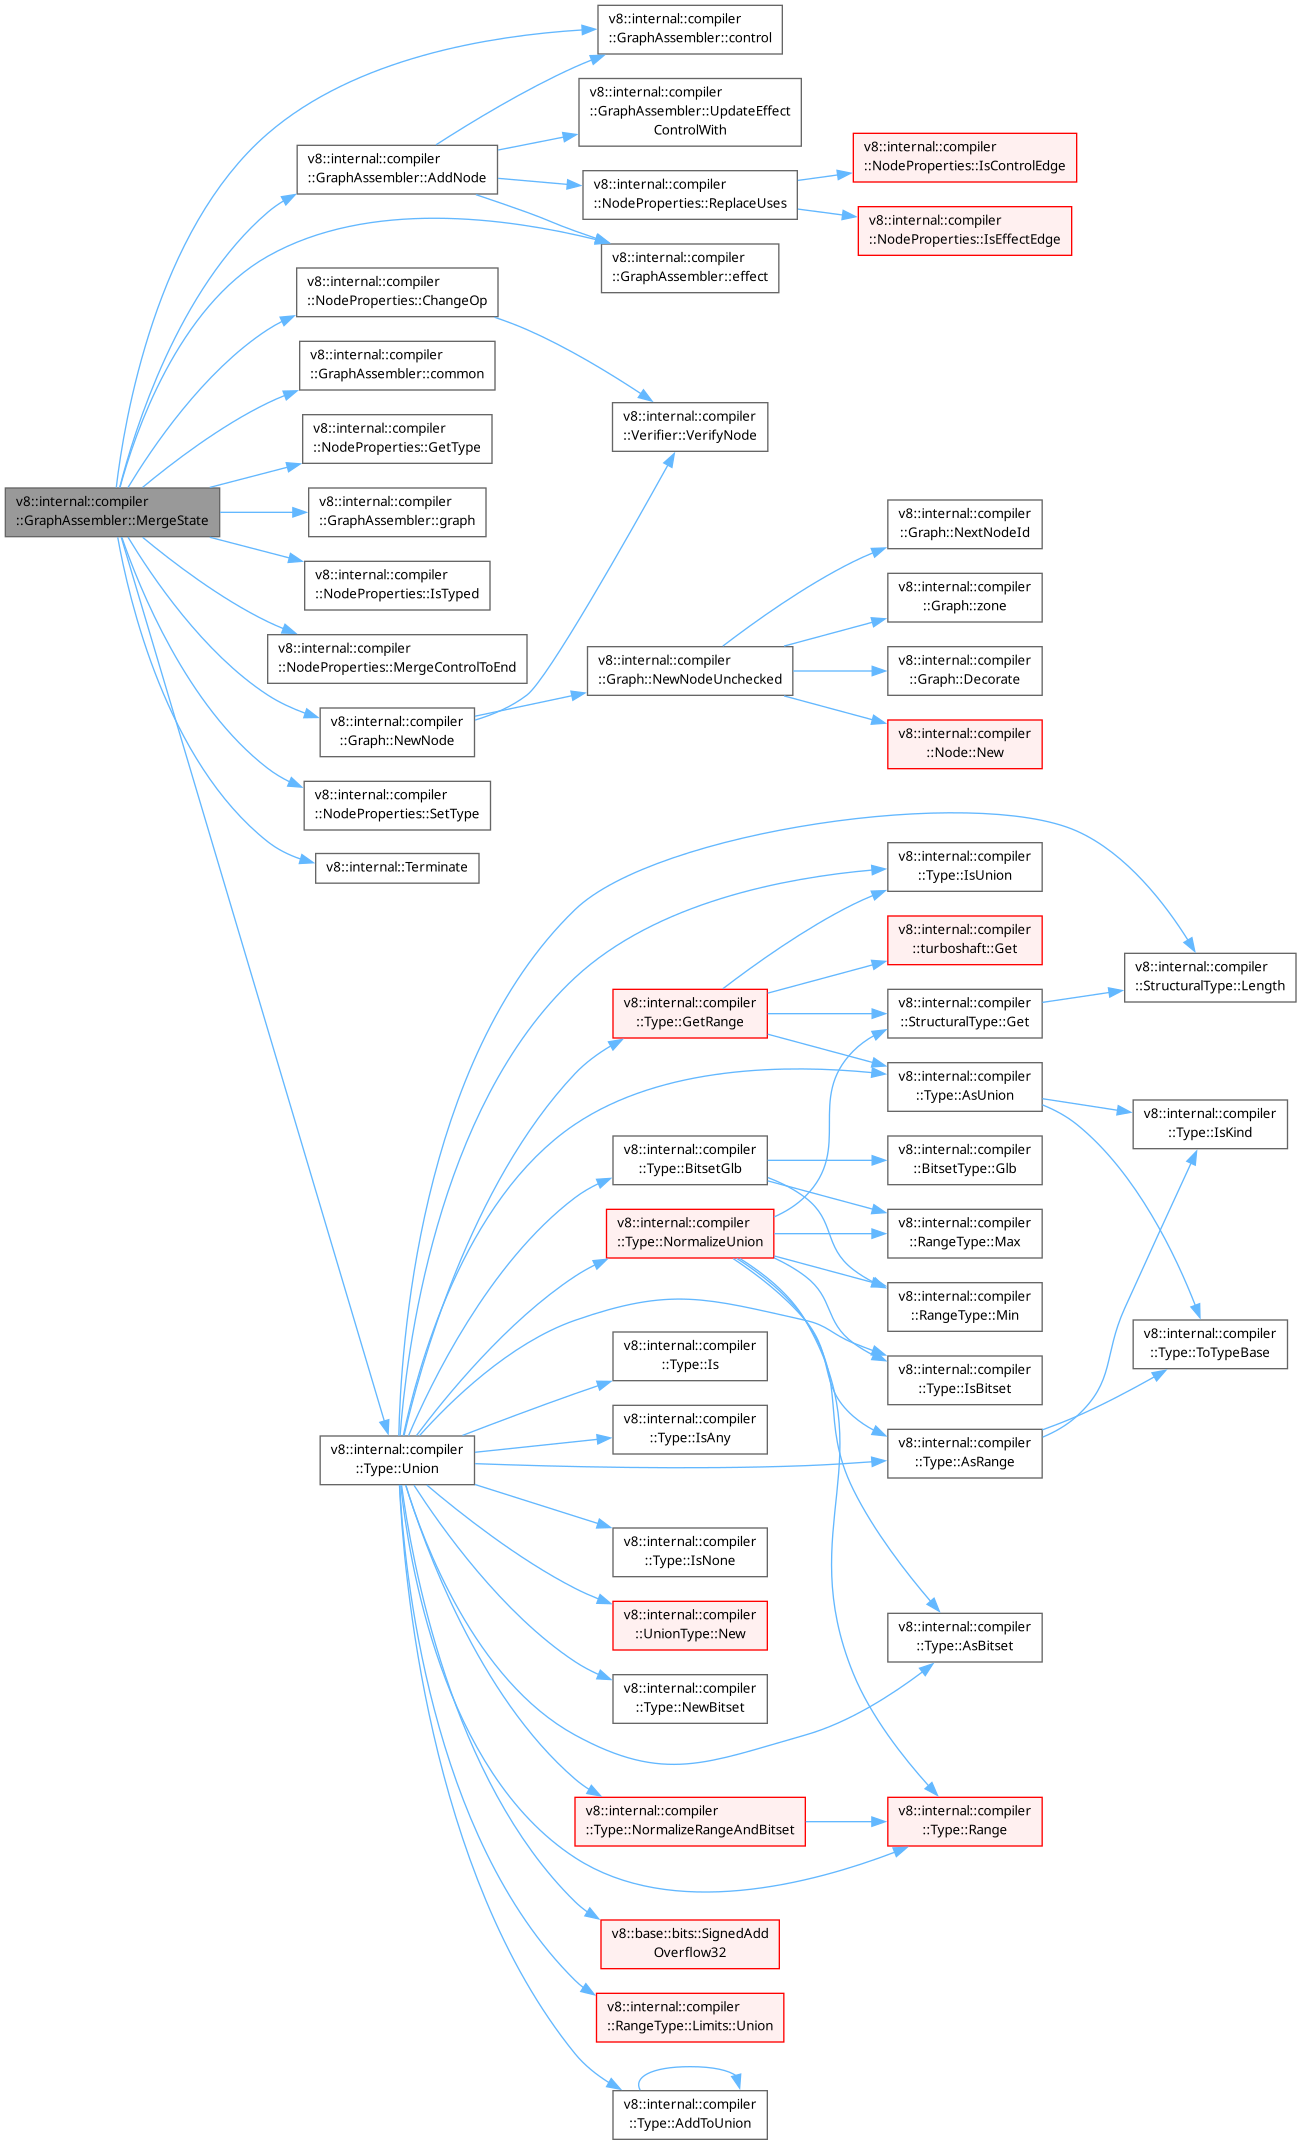 v8::internal::compiler
::GraphAssembler::MergeState
v8::internal::compiler
::GraphAssembler::control
v8::internal::compiler
::GraphAssembler::AddNode
v8::internal::compiler
::GraphAssembler::UpdateEffect
ControlWith
v8::internal::compiler
::NodeProperties::ReplaceUses
v8::internal::compiler
::NodeProperties::IsControlEdge
v8::internal::compiler
::NodeProperties::IsEffectEdge
v8::internal::compiler
::GraphAssembler::effect
v8::internal::compiler
::NodeProperties::ChangeOp
v8::internal::compiler
::Verifier::VerifyNode
v8::internal::compiler
::GraphAssembler::common
v8::internal::compiler
::NodeProperties::GetType
v8::internal::compiler
::GraphAssembler::graph
v8::internal::compiler
::NodeProperties::IsTyped
v8::internal::compiler
::NodeProperties::MergeControlToEnd
v8::internal::compiler
::Graph::NewNode
v8::internal::compiler
::Graph::NewNodeUnchecked
v8::internal::compiler
::Graph::NextNodeId
v8::internal::compiler
::Graph::zone
v8::internal::compiler
::Graph::Decorate
v8::internal::compiler
::Node::New
v8::internal::compiler
::NodeProperties::SetType
v8::internal::Terminate
v8::internal::compiler
::Type::Union
v8::internal::compiler
::StructuralType::Length
v8::internal::compiler
::Type::IsUnion
v8::internal::compiler
::Type::GetRange
v8::internal::compiler
::turboshaft::Get
v8::internal::compiler
::StructuralType::Get
v8::internal::compiler
::Type::AsUnion
v8::internal::compiler
::Type::IsKind
v8::internal::compiler
::Type::ToTypeBase
v8::internal::compiler
::Type::BitsetGlb
v8::internal::compiler
::BitsetType::Glb
v8::internal::compiler
::RangeType::Max
v8::internal::compiler
::RangeType::Min
v8::internal::compiler
::Type::NormalizeUnion
v8::internal::compiler
::Type::IsBitset
v8::internal::compiler
::Type::AsRange
v8::internal::compiler
::Type::AsBitset
v8::internal::compiler
::Type::Range
v8::internal::compiler
::Type::Is
v8::internal::compiler
::Type::IsAny
v8::internal::compiler
::Type::IsNone
v8::internal::compiler
::UnionType::New
v8::internal::compiler
::Type::NewBitset
v8::internal::compiler
::Type::NormalizeRangeAndBitset
v8::base::bits::SignedAdd
Overflow32
v8::internal::compiler
::RangeType::Limits::Union
v8::internal::compiler
::Type::AddToUnion